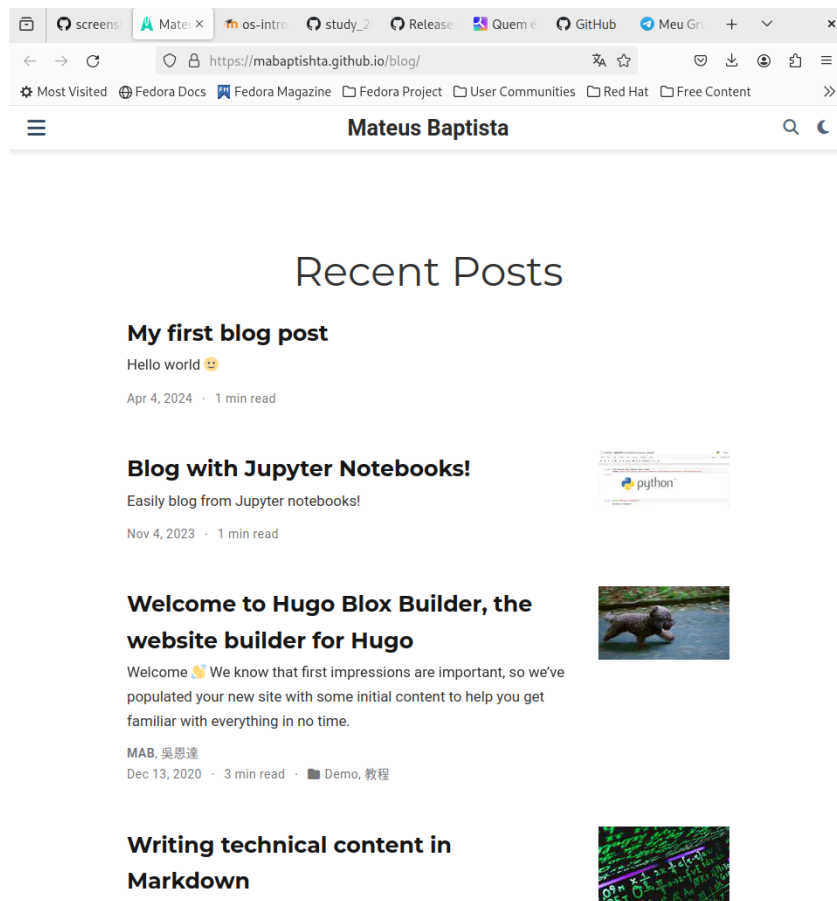 screens
Mateu
os-intro
study_2
Release
Quem é
GitHub
Meu Gru
https://mabaptishta.github.io/blog/
Most Visited
Fedora Docs
Fedora Magazine
Fedora Project
User Communities
Red Hat
Free Content
Mateus Baptista
Recent Posts
My first blog post
Hello world 🙂
Apr 4, 2024 · 1 min read
Blog with Jupyter Notebooks!
Easily blog from Jupyter notebooks!
Nov 4, 2023 · 1 min read
python
Welcome to Hugo Blox Builder, the
website builder for Hugo
Welcome 👋 We know that first impressions are important, so we've
populated your new site with some initial content to help you get
familiar with everything in no time.
MAB, 吳恩達
Dec 13, 2020 · 3 min read · Demo, 教程
Writing technical content in
Markdown